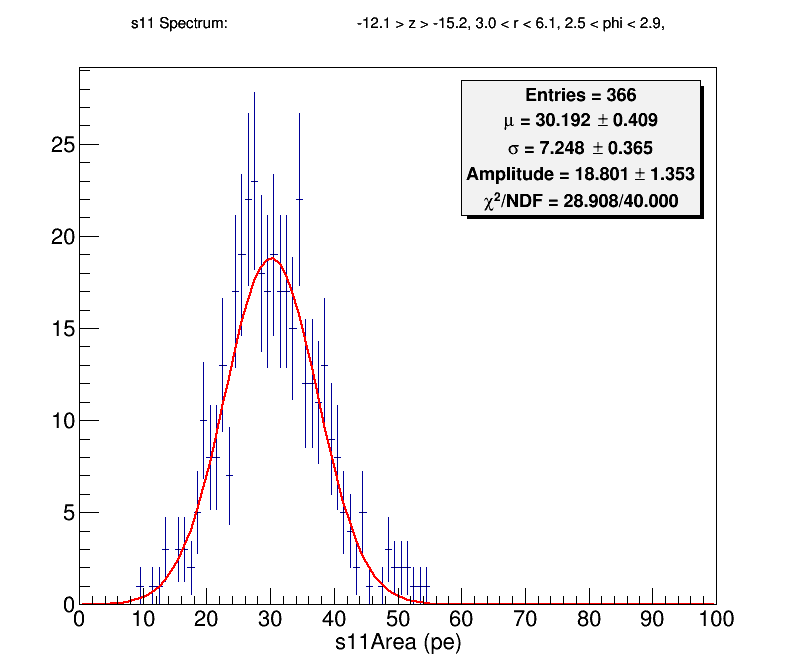 s11 Spectrum: -12.1 > z > -15.2, 3.0 < r < 6.1, 2.5 < phi < 2.9,
Entries = 366
μ = 30.192 ± 0.409
σ = 7.248 ± 0.365
Amplitude = 18.801 ± 1.353
χ²/NDF = 28.908/40.000
25
20
15
10
5
0
0 10 20 30 40 50 60 70 80 90 100
s11Area (pe)